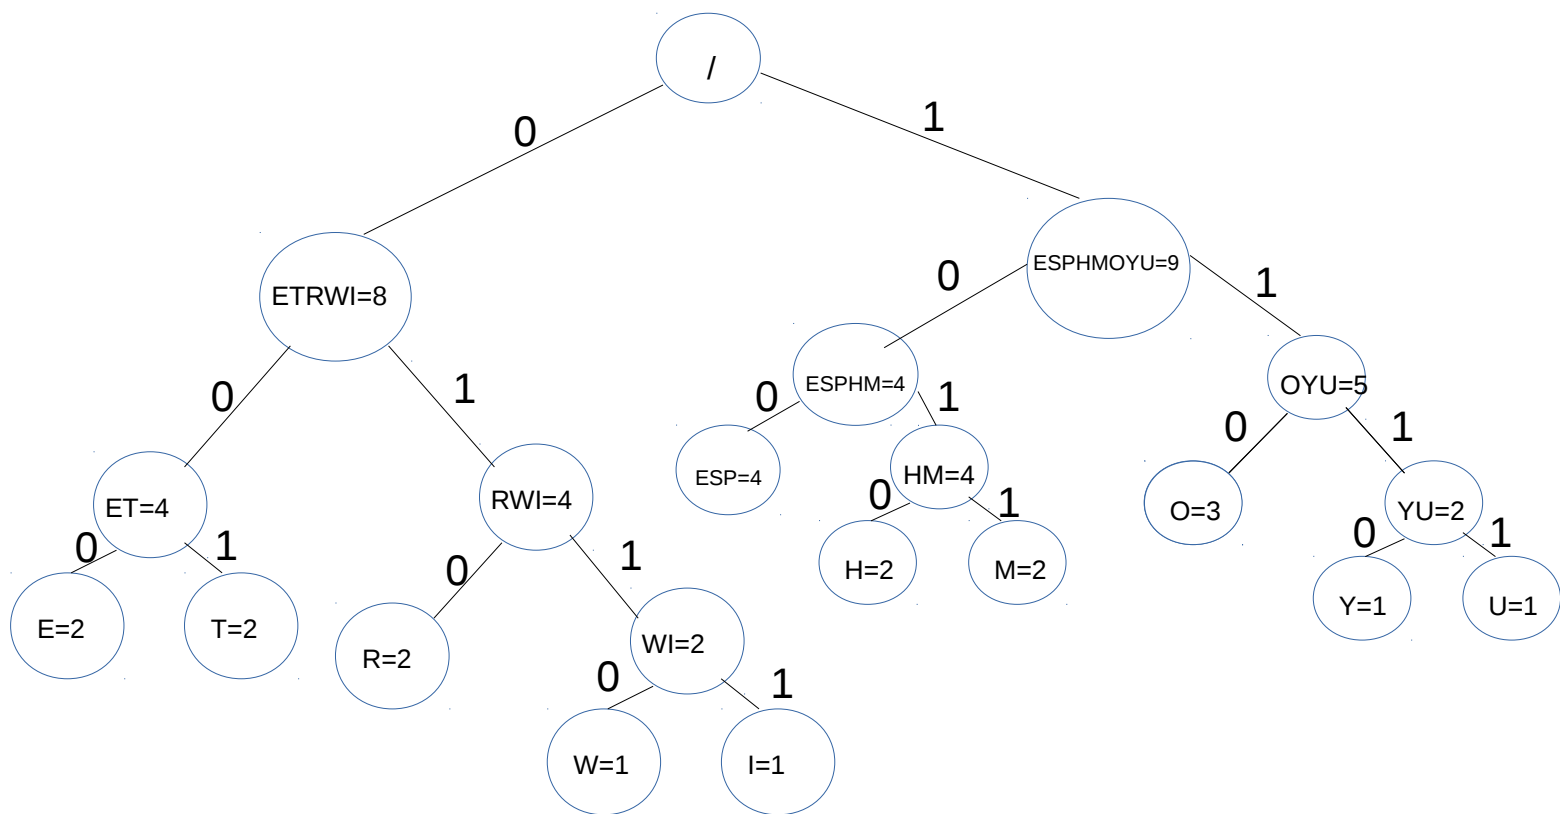 /
0
1
ETRWI=8
ESPHMOYU=9
0
1
0
1
ET=4
RWI=4
ESPHM=4
OYU=5
0
1
0
1
0
1
0
1
E=2
T=2
R=2
WI=2
ESP=4
HM=4
O=3
YU=2
0
1
0
1
0
1
W=1
I=1
H=2
M=2
Y=1
U=1